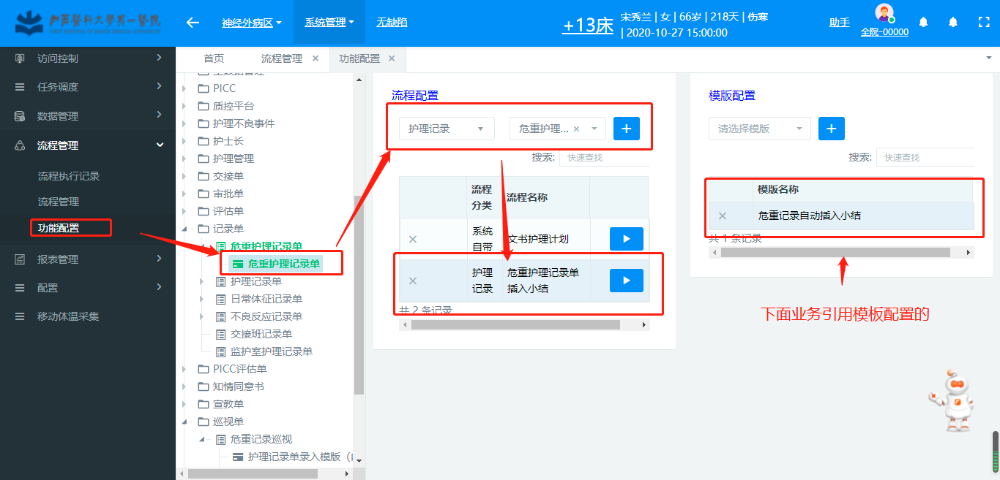 神经外病区
系统管理
无缺陷
+13床
宋秀兰 | 女 | 66岁 | 218天 | 伤寒
| 2020-10-27 15:00:00
助手
全院-00000
访问控制
任务调度
数据管理
流程管理
流程执行记录
流程管理
功能配置
报表管理
配置
移动体温采集
首页
流程管理 ×
功能配置 ×
PICC
质控平台
护理不良事件
护士长
护理管理
交接单
审批单
评估单
记录单
危重护理记录单
危重护理记录单
护理记录单
日常体征记录单
不良反应记录单
交接班记录单
监护室护理记录单
PICC评估单
知情同意书
宣教单
巡视单
危重记录巡视
护理记录单录入模版
流程配置
护理记录
危重护理... ×
+
搜索: 快速查找
流程分类 流程名称
× 系统自带 文书护理计划
× 护理记录 危重护理记录单插入小结
共 2 条记录
模版配置
请选择模版
+
搜索: 快速查找
模版名称
× 危重记录自动插入小结
共 1 条记录
下面业务引用模板配置的